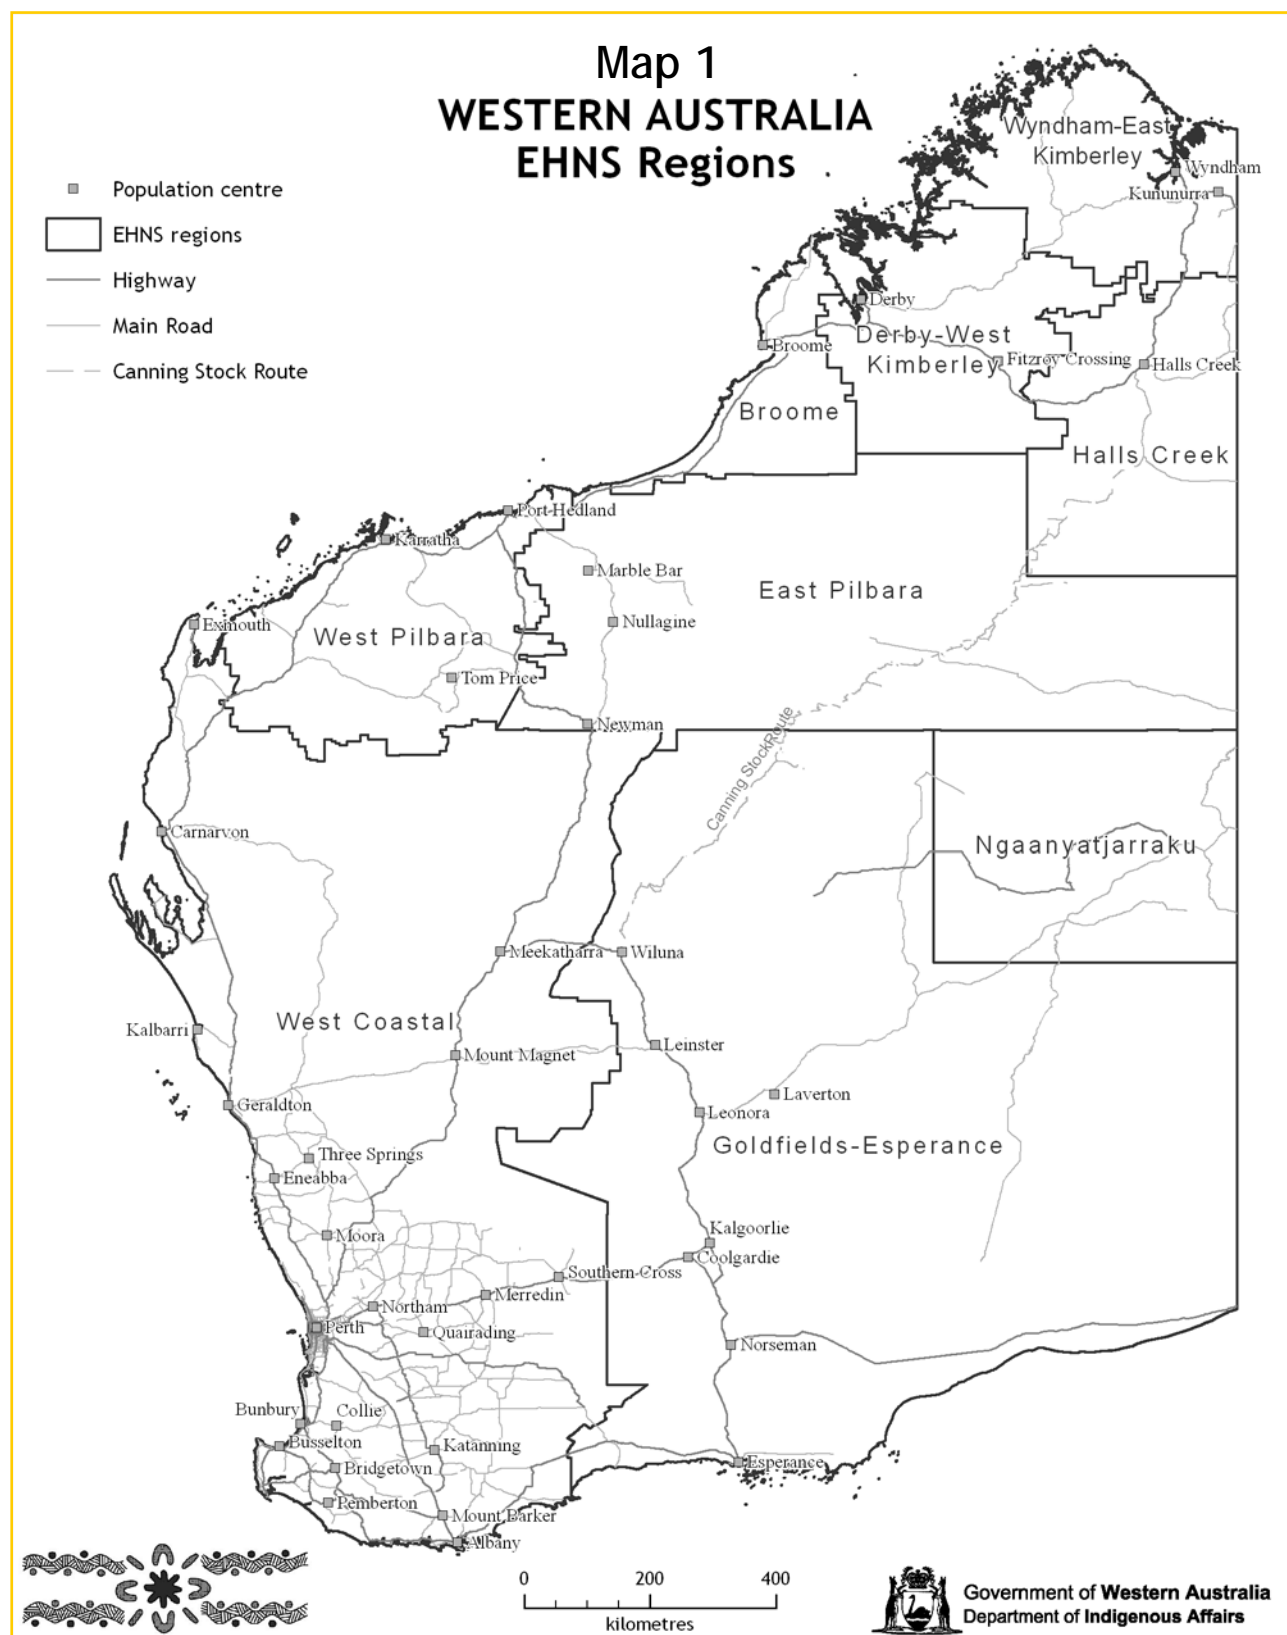 Map 1
WESTERN AUSTRALIA
EHNS Regions
Population centre
EHNS regions
Highway
Main Road
Canning Stock Route
Wyndham-East
Kimberley
Wyndham
Kununurra
Derby
Derby-West
Kimberley
Broome
Fitzroy Crossing
Halls Creek
Broome
Halls Creek
Port Hedland
Karratha
Marble Bar
East Pilbara
Exmouth
Nullagine
West Pilbara
Tom Price
Newman
Canning StockRoute
Carnarvon
Ngaanyatjarraku
Meekatharra
Wiluna
West Coastal
Kalbarri
Leinster
Mount Magnet
Laverton
Geraldton
Leonora
Goldfields-Esperance
Three Springs
Eneabba
Kalgoorlie
Moora
Coolgardie
Southern Cross
Merredin
Northam
Perth
Quairading
Norseman
Bunbury
Collie
Busselton
Katanning
Bridgetown
Esperance
Pemberton
Mount Barker
Albany
0 200 400
kilometres
Government of Western Australia
Department of Indigenous Affairs